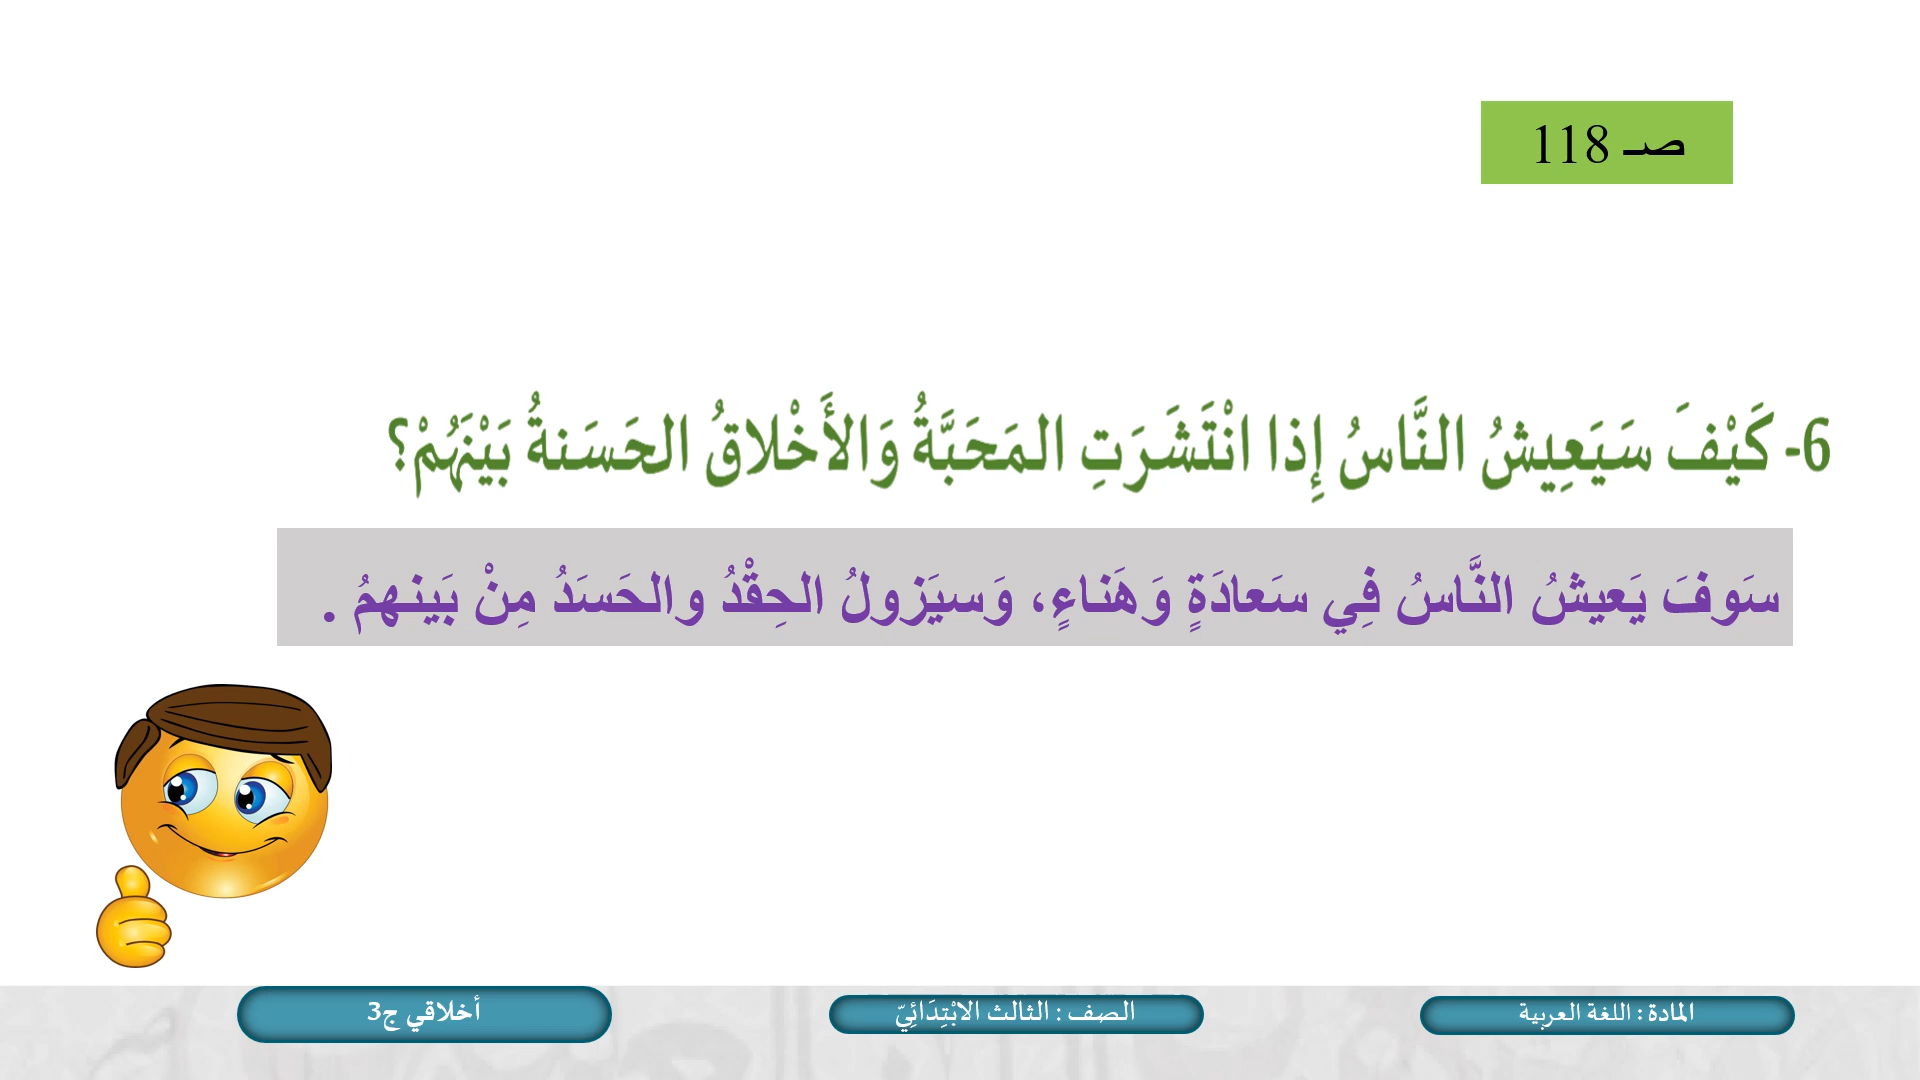 صـ 118
6- كَيْفَ سَيَعِيشُ النَّاسُ إِذا انْتَشَرَتِ المَحَبَّةُ وَالأَخْلاقُ الحَسَنةُ بَيْنَهُمْ؟
سَوفَ يَعيشُ النَّاسُ فِي سَعادَةٍ وَهَناءٍ، وَسيَزولُ الحِقْدُ والحَسَدُ مِنْ بَينهمُ .
المادة : اللغة العربية
الصف : الثالث الابْتِدَائِيّ
أخلاقي ج3